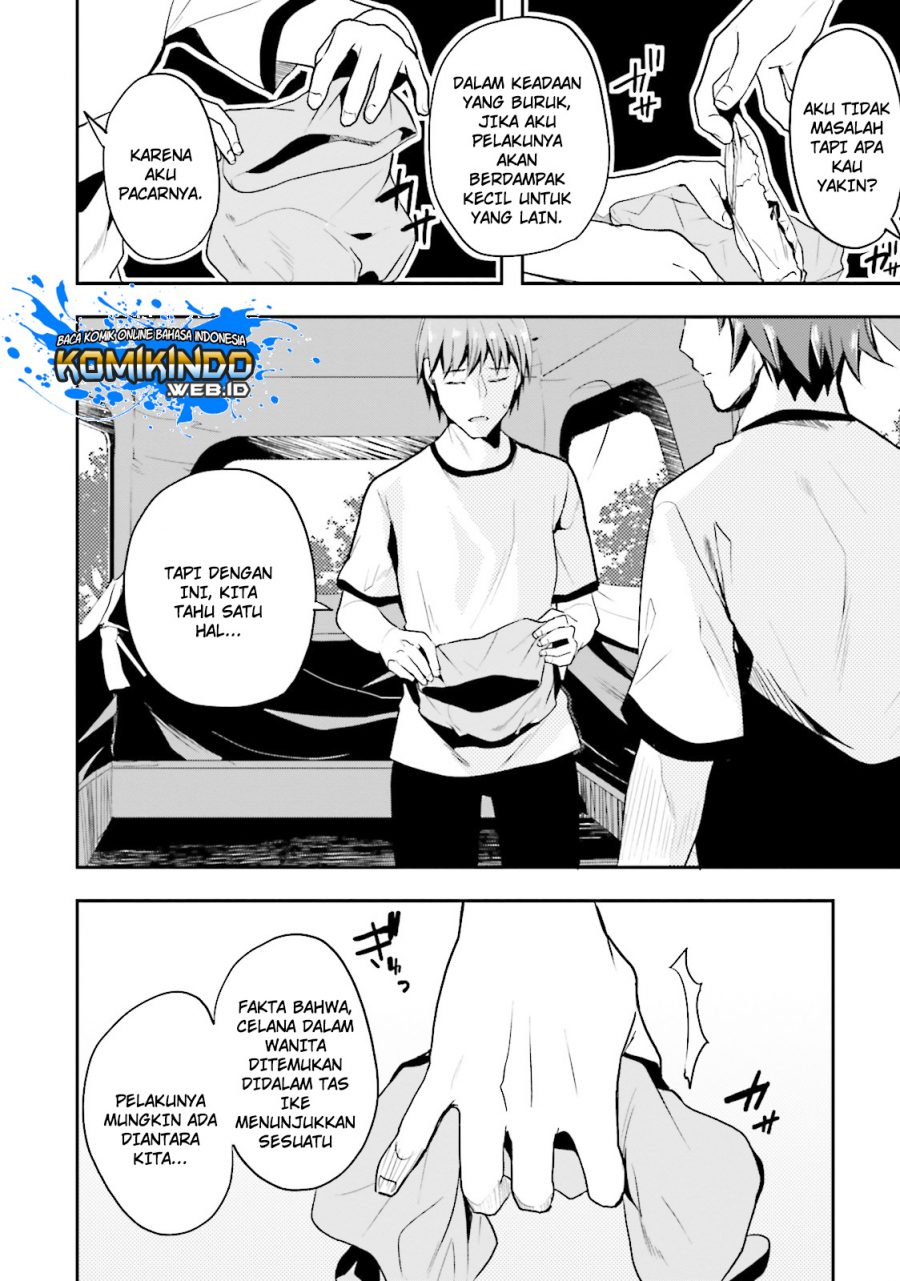 AKU TIDAK
MASALAH
TAPI APA
KAU
YAKIN?
DALAM KEADAAN
YANG BURUK,
JIKA AKU
PELAKUNYA
AKAN
BERDAMPAK
KECIL UNTUK
YANG LAIN.
KARENA
AKU
PACARNYA.
BACA KOMIK ONLINE BAHASA INDONESIA
KOMIKINDO
.WEB.ID
TAPI DENGAN
INI, KITA
TAHU SATU
HAL...
FAKTA BAHWA,
CELANA DALAM
WANITA
DITEMUKAN
DIDALAM TAS
IKE
MENUNJUKKAN
SESUATU
PELAKUNYA
MUNGKIN ADA
DIANTARA
KITA...